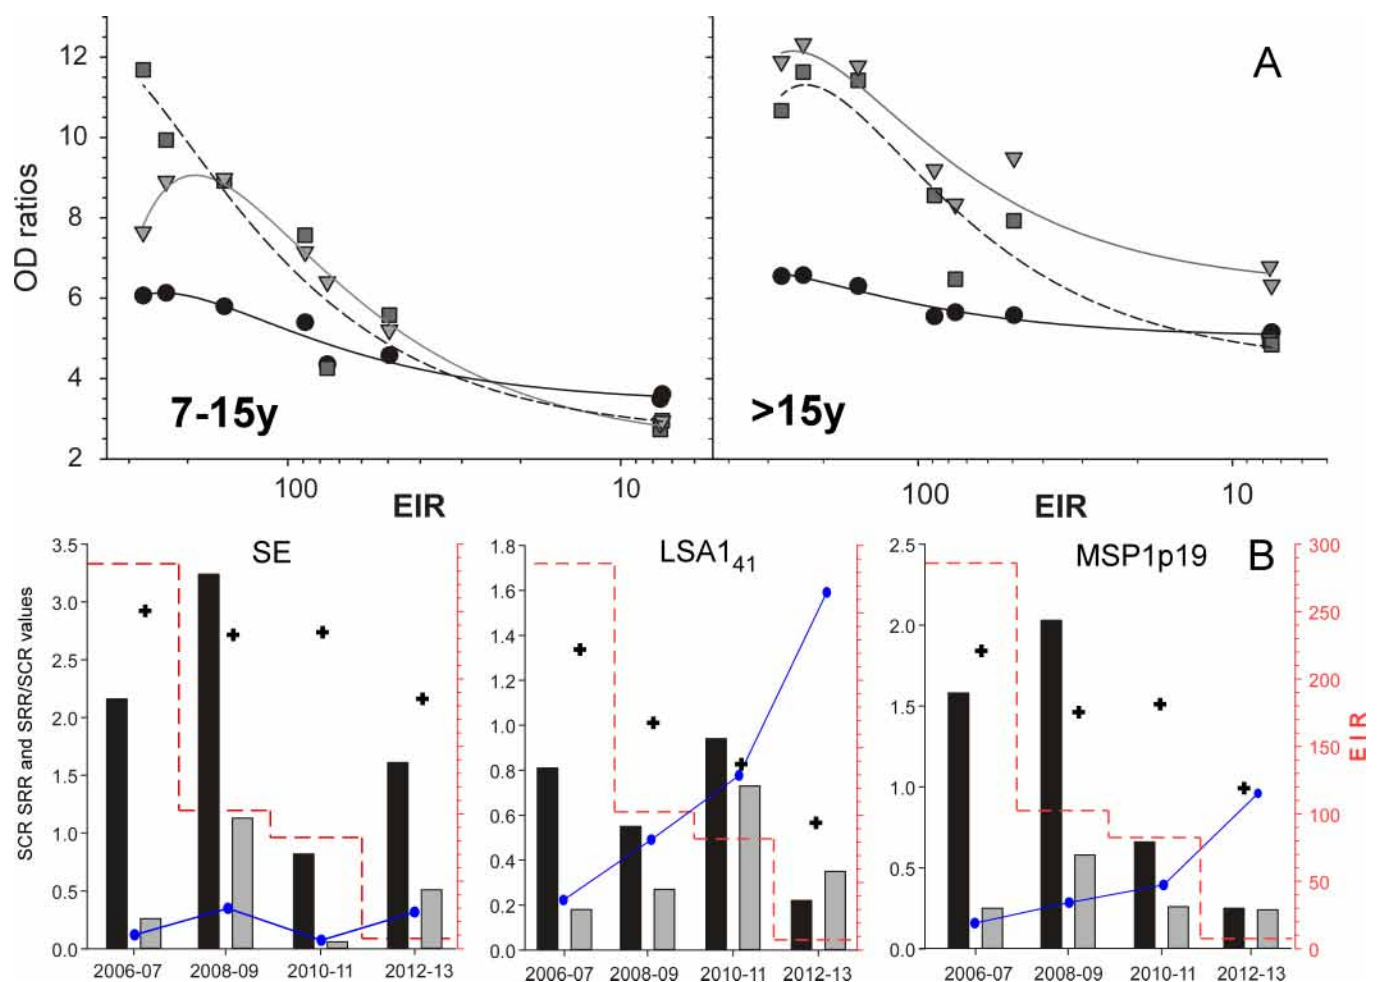 A
12
10
8
6
4
2
OD ratios
7-15y
>15y
100
10
100
10
EIR
EIR
SE
LSA1₄₁
MSP1p19
B
3.5
3.0
2.5
2.0
1.5
1.0
0.5
0.0
SCR SRR and SRR/SCR values
1.8
1.6
1.4
1.2
1.0
0.8
0.6
0.4
0.2
0.0
2.5
2.0
1.5
1.0
0.5
0.0
300
250
200
150
100
50
0
EIR
2006-07 2008-09 2010-11 2012-13
2006-07 2008-09 2010-11 2012-13
2006-07 2008-09 2010-11 2012-13